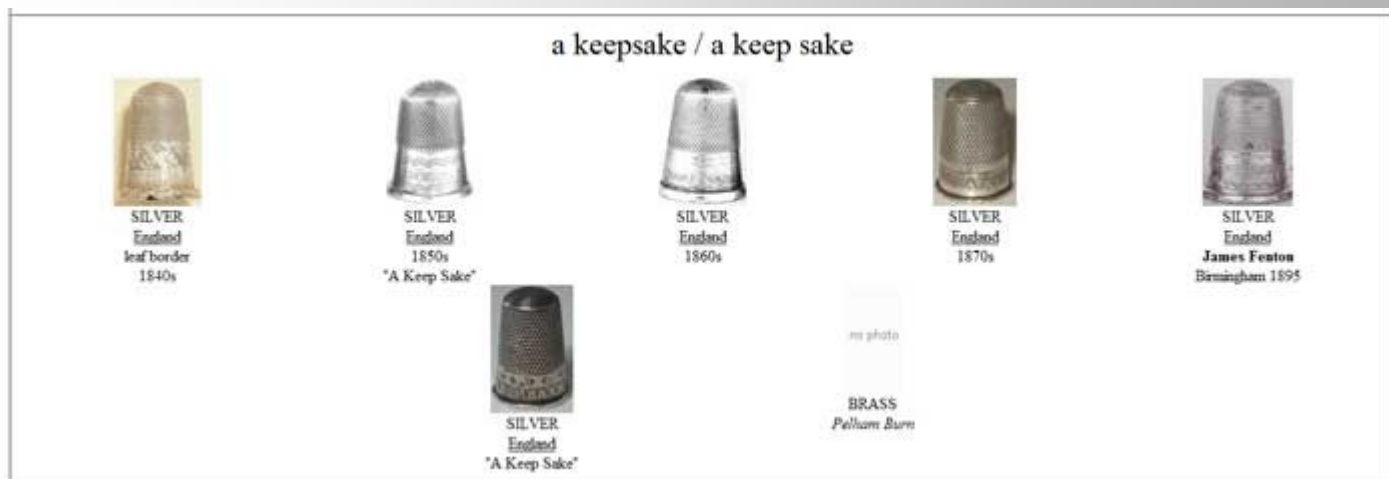 a keepsake / a keep sake
SILVER
England
leaf border
1840s
SILVER
England
1850s
"A Keep Sake"
SILVER
England
1860s
SILVER
England
1870s
SILVER
England
James Fenton
Birmingham 1895
SILVER
England
"A Keep Sake"
no photo
BRASS
Pelham Burn